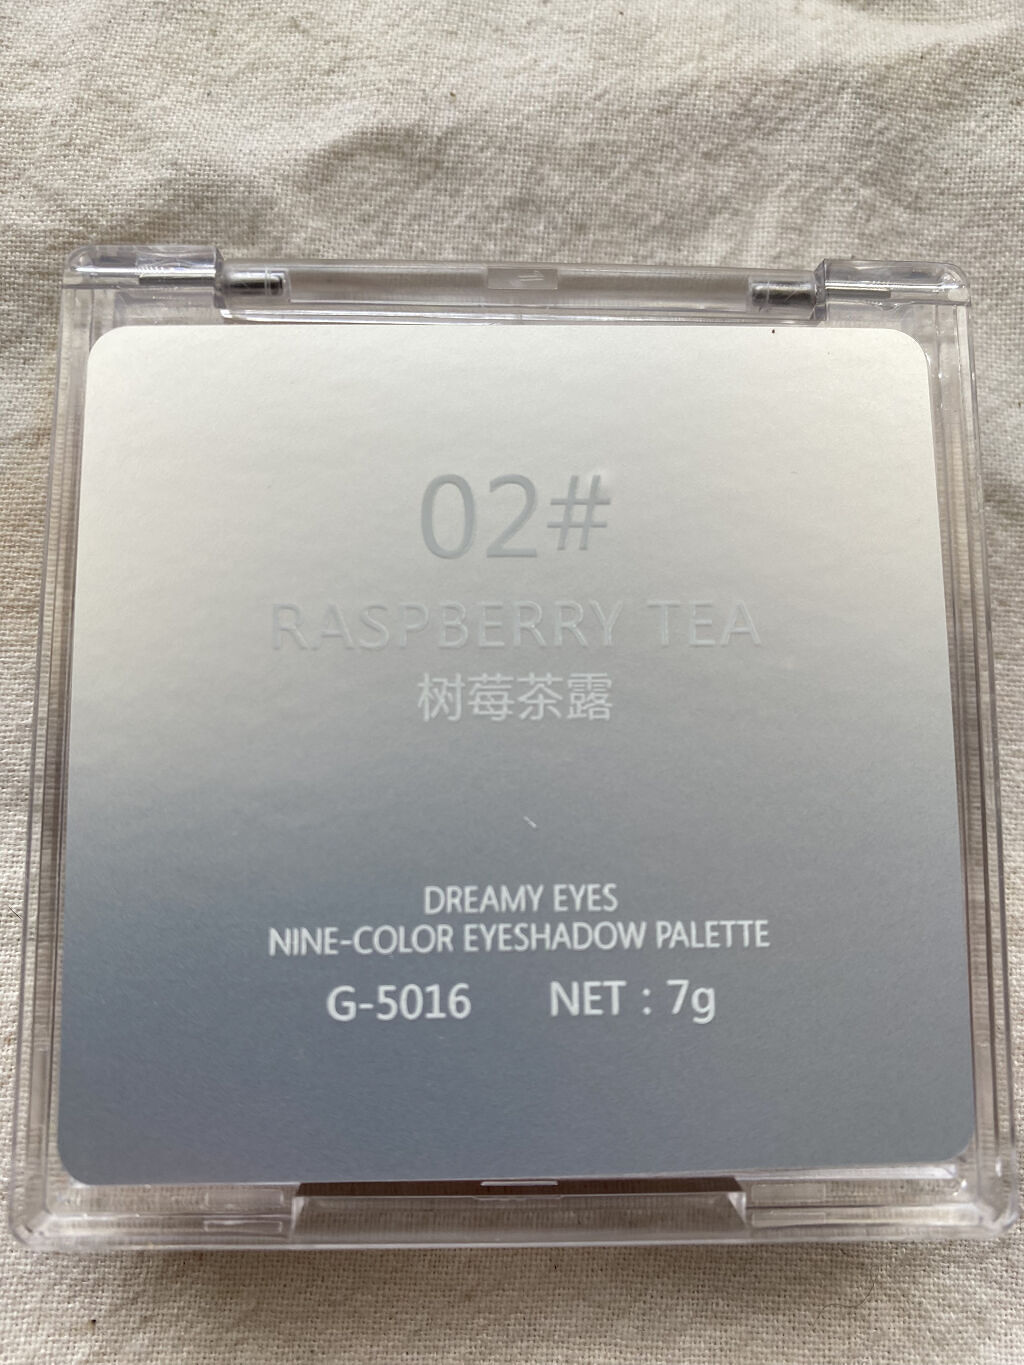 02#
RASPBERRY TEA
树莓茶露
DREAMY EYES
NINE-COLOR EYESHADOW PALETTE
G-5016 NET : 7g